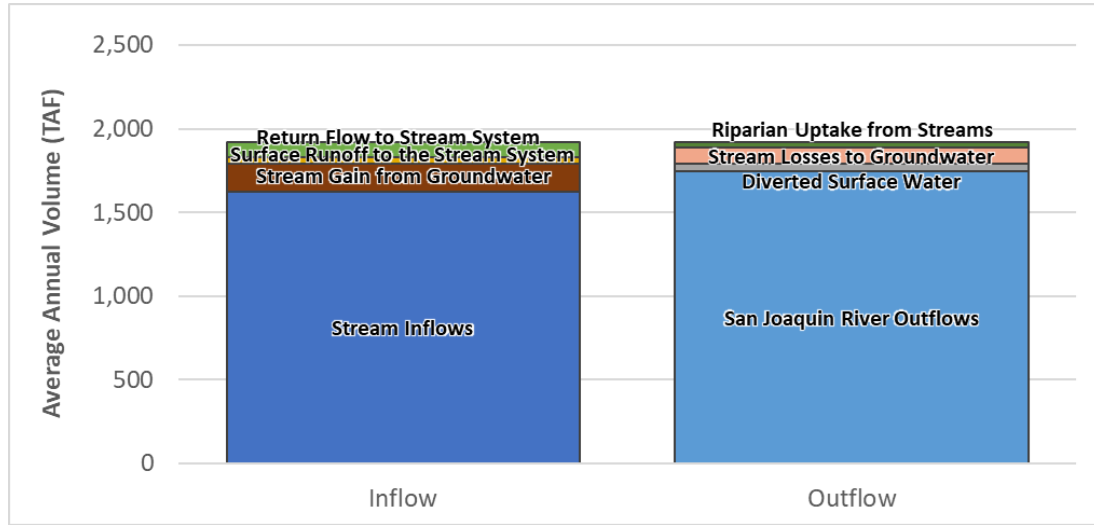 Average Annual Volume (TAF)
2,500
2,000
1,500
1,000
500
0
Return Flow to Stream System
Surface Runoff to the Stream System
Stream Gain from Groundwater
Stream Inflows
Riparian Uptake from Streams
Stream Losses to Groundwater
Diverted Surface Water
San Joaquin River Outflows
Inflow
Outflow